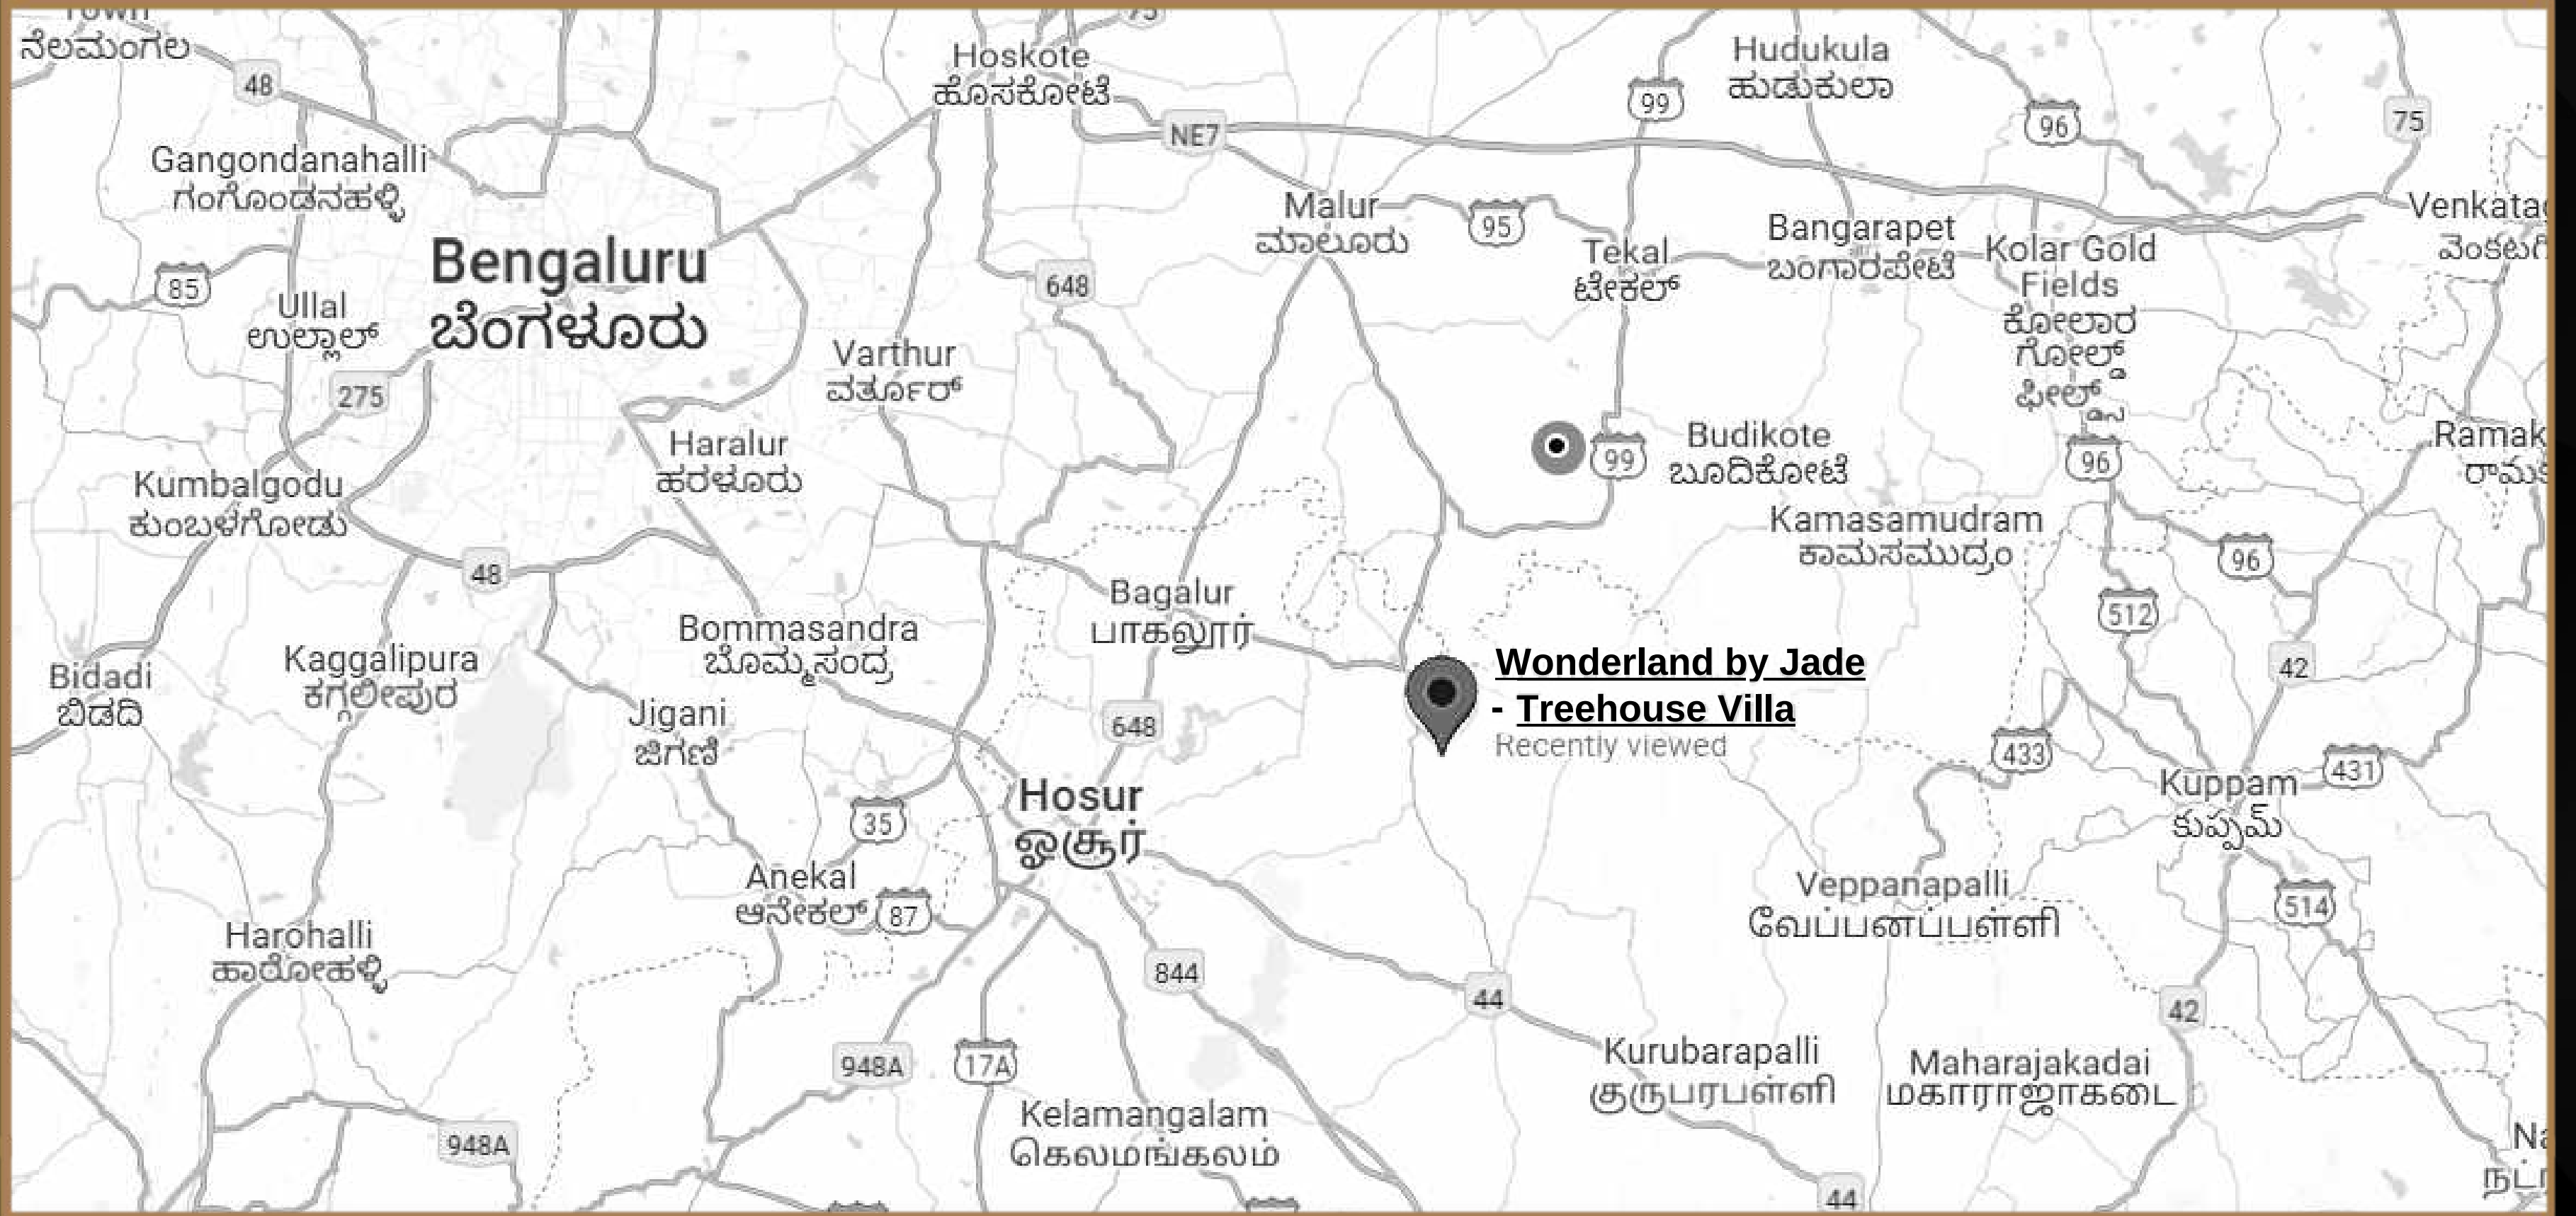 Town
ನೆಲಮಂಗಲ
48
Gangondanahalli
ಗಂಗೊಂಡನಹಳ್ಳಿ
Bengaluru
ಬೆಂಗಳೂರು
85
Ullal
ಉಲ್ಲಾಲ್
275
Kumbalgodu
ಕುಂಬಳಗೋಡು
48
Bidadi
ಬಿಡದಿ
Kaggalipura
ಕಗ್ಗಲೀಪುರ
Harohalli
ಹಾರೋಹಳ್ಳಿ
948A
Hoskote
ಹೊಸಕೋಟೆ
75
NE7
648
Varthur
ವರ್ತೂರ್
Haralur
ಹರಳೂರು
Bommasandra
ಬೊಮ್ಮಸಂದ್ರ
Jigani
ಜಿಗಣಿ
35
Anekal
ಆನೇಕಲ್
87
Hosur
ஓசூர்
Bagalur
பாகலூர்
648
844
948A
17A
Kelamangalam
கெலமங்கலம்
Malur
ಮಾಲೂರು
95
99
Hudukula
ಹುಡುಕುಲಾ
96
75
Tekal
ಟೇಕಲ್
Bangarapet
ಬಂಗಾರಪೇಟೆ
Kolar Gold
Fields
ಕೋಲಾರ
ಗೋಲ್ಡ್
ಫೀಲ್ಡ್ಸ
99
Budikote
ಬೂದಿಕೋಟೆ
Kamasamudram
ಕಾಮಸಮುದ್ರಂ
96
96
512
42
Wonderland by Jade
- Treehouse Villa
Recently viewed
433
Kuppam
కుప్పమ్
431
514
Veppanapalli
வேப்பனப்பள்ளி
44
42
Kurubarapalli
குருபரபள்ளி
Maharajakadai
மகாராஜாகடை
44